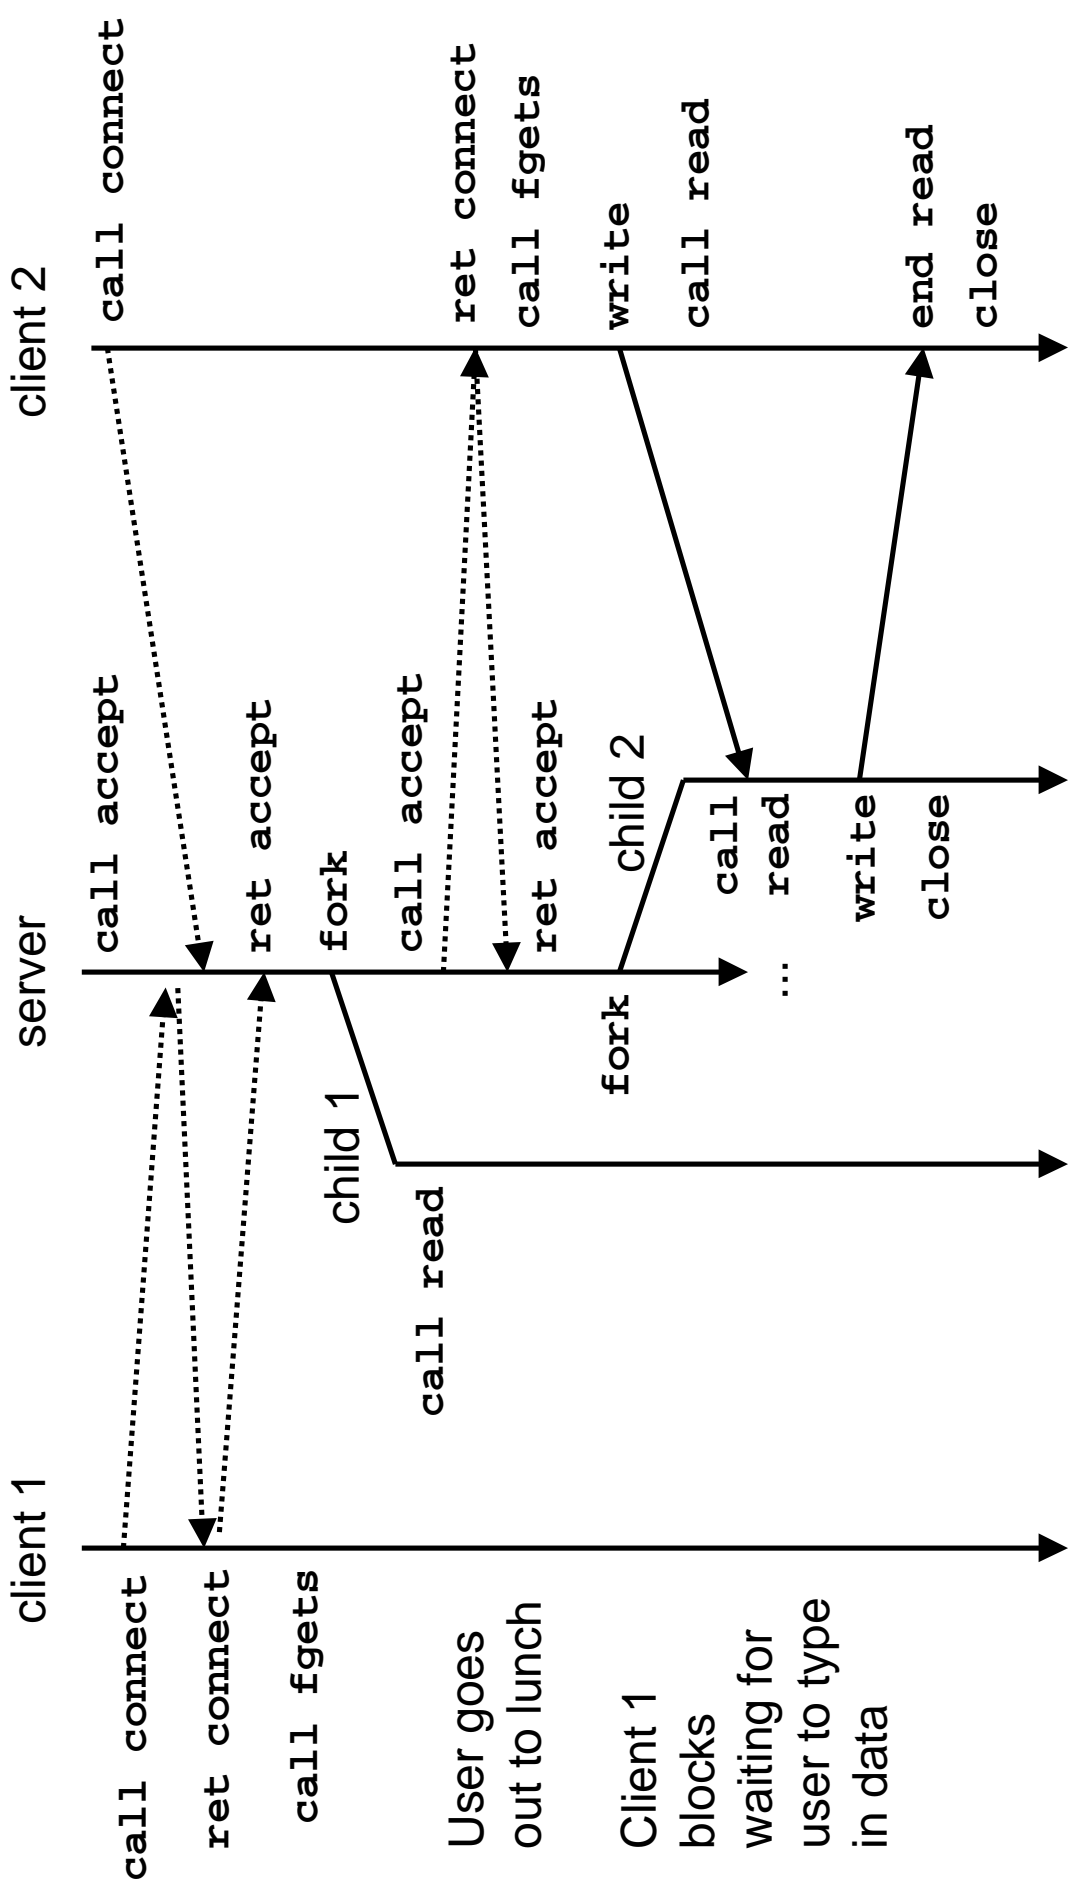 client 1
server
client 2
call connect
call accept
call connect
ret connect
ret accept
call fgets
fork
child 1
call accept
ret connect
call read
User goes
out to lunch
call fgets
ret accept
Client 1
blocks
waiting for
user to type
in data
fork
child 2
write
call
read
call read
...
write
end read
close
close